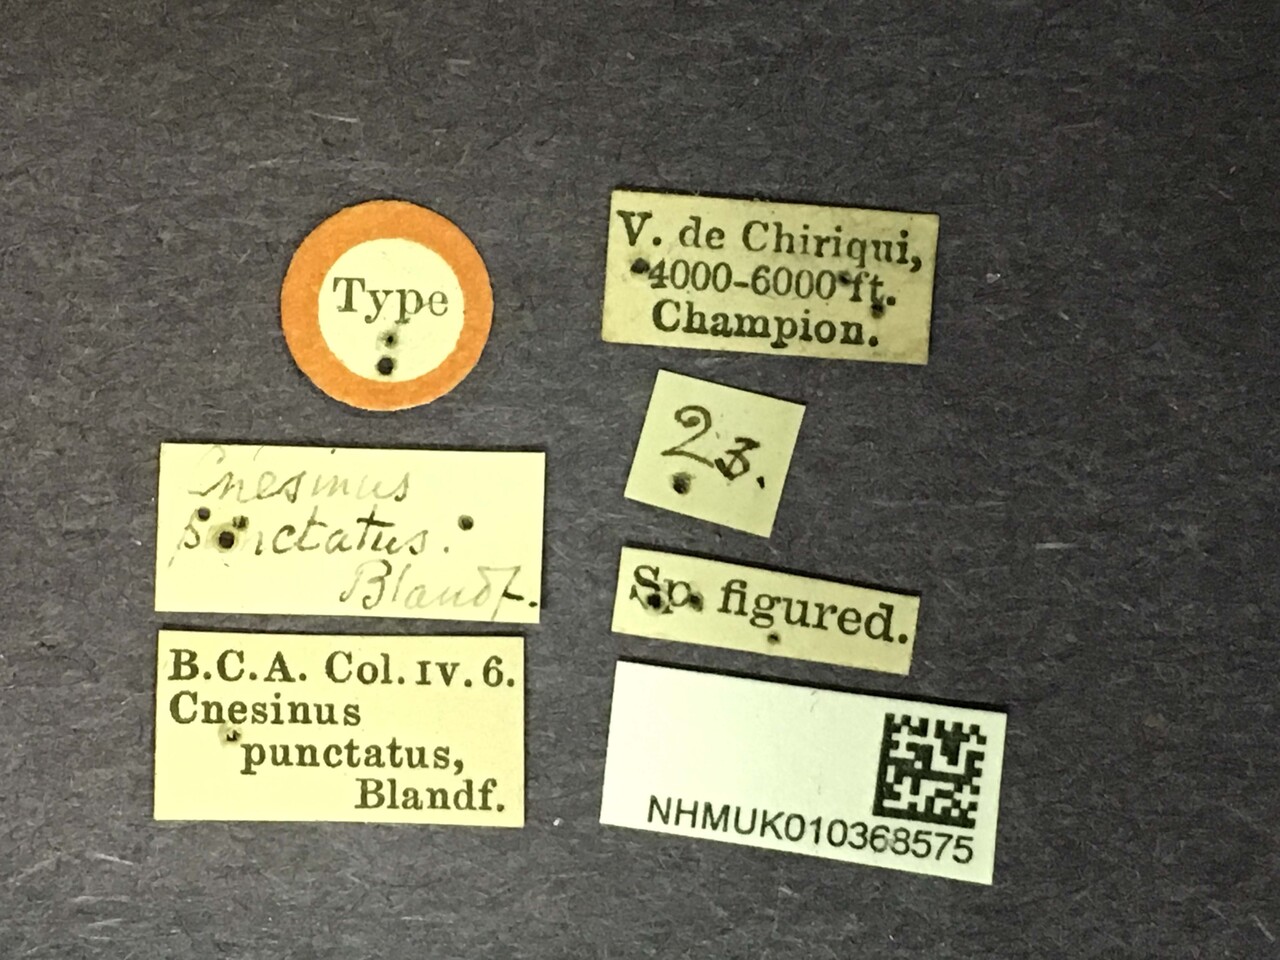 Type
V. de Chiriqui,
4000-6000 ft.
Champion.
23.
Cnesinus
punctatus.
Blandf.
Sp. figured.
B.C.A. Col. IV. 6.
Cnesinus
punctatus,
Blandf.
NHMUK010368575